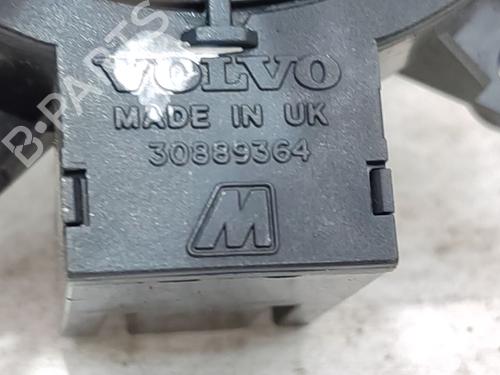 VOLVO
MADE IN UK
30889364
M
B-PARTS